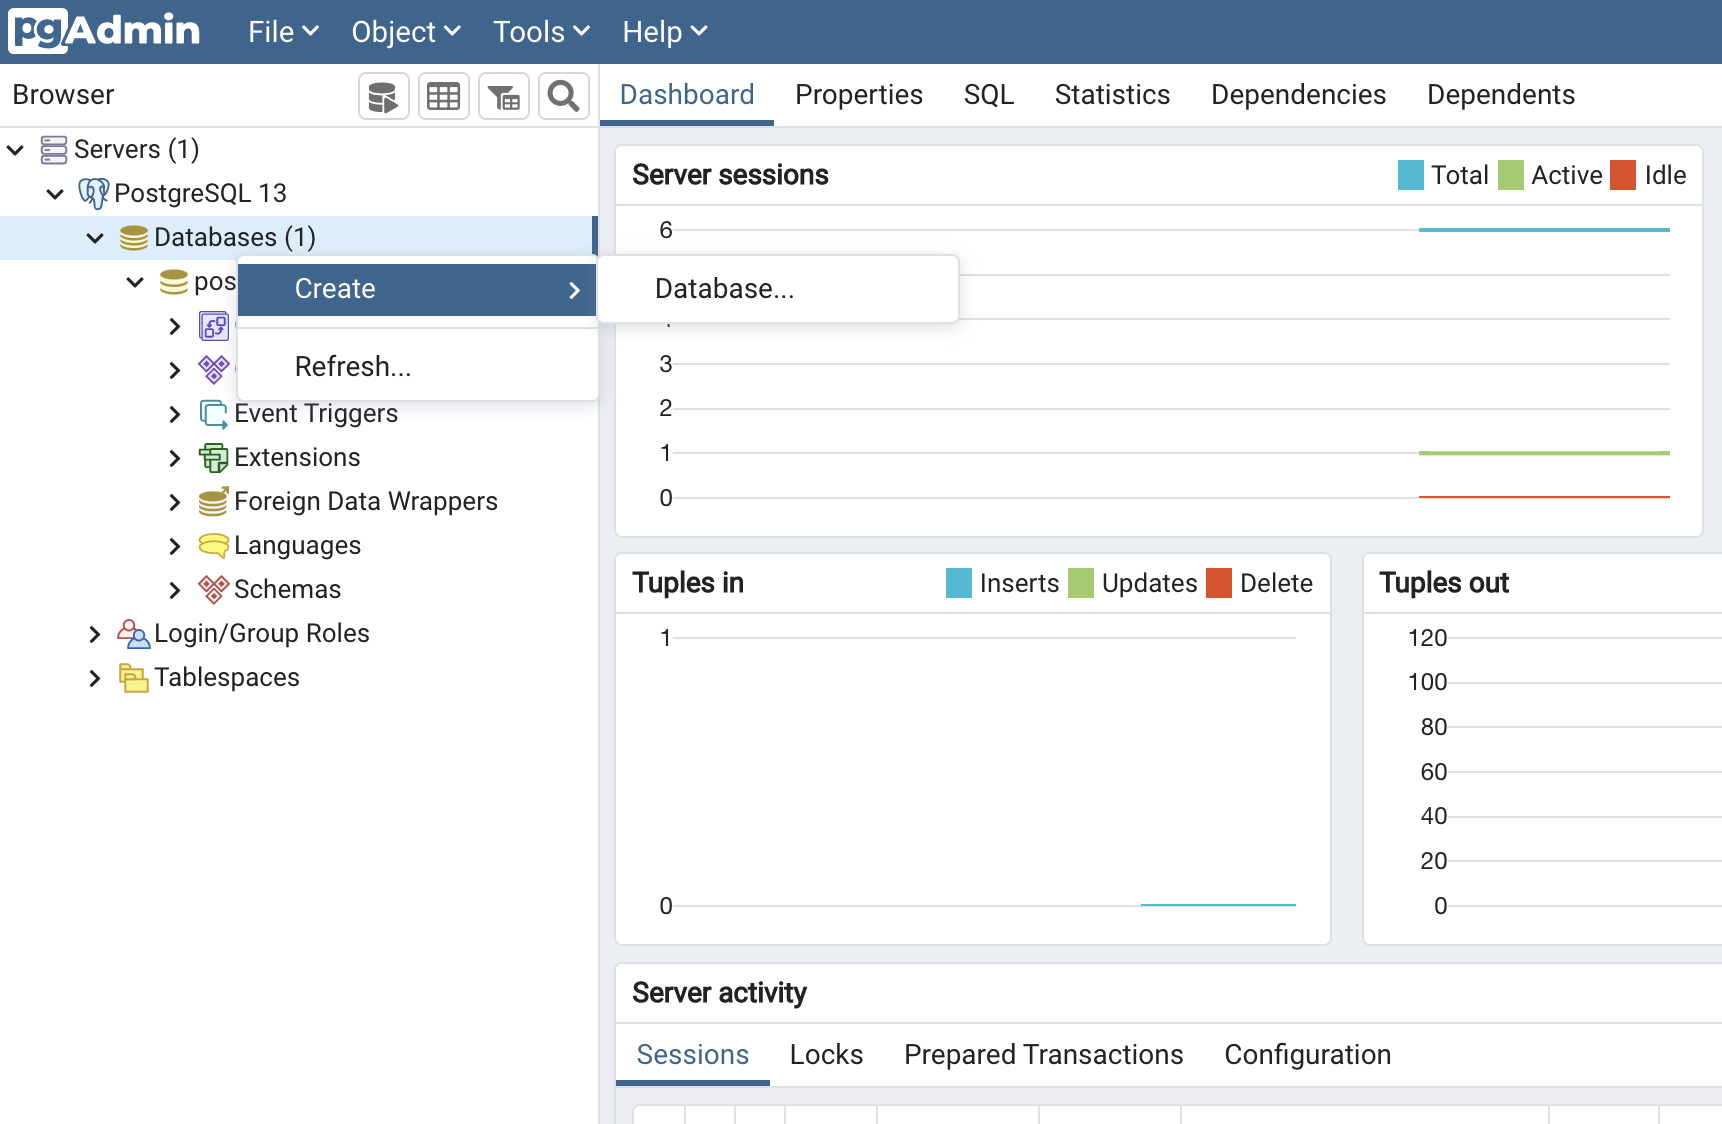 pgAdmin File Object Tools Help
Browser
Dashboard Properties SQL Statistics Dependencies Dependents
Servers (1)
PostgreSQL 13
Databases (1)
Create
Database...
Refresh...
Event Triggers
Extensions
Foreign Data Wrappers
Languages
Schemas
Login/Group Roles
Tablespaces
Server sessions Total Active Idle
6
3
2
1
0
Tuples in Inserts Updates Delete
1
0
Tuples out
120
100
80
60
40
20
0
Server activity
Sessions Locks Prepared Transactions Configuration